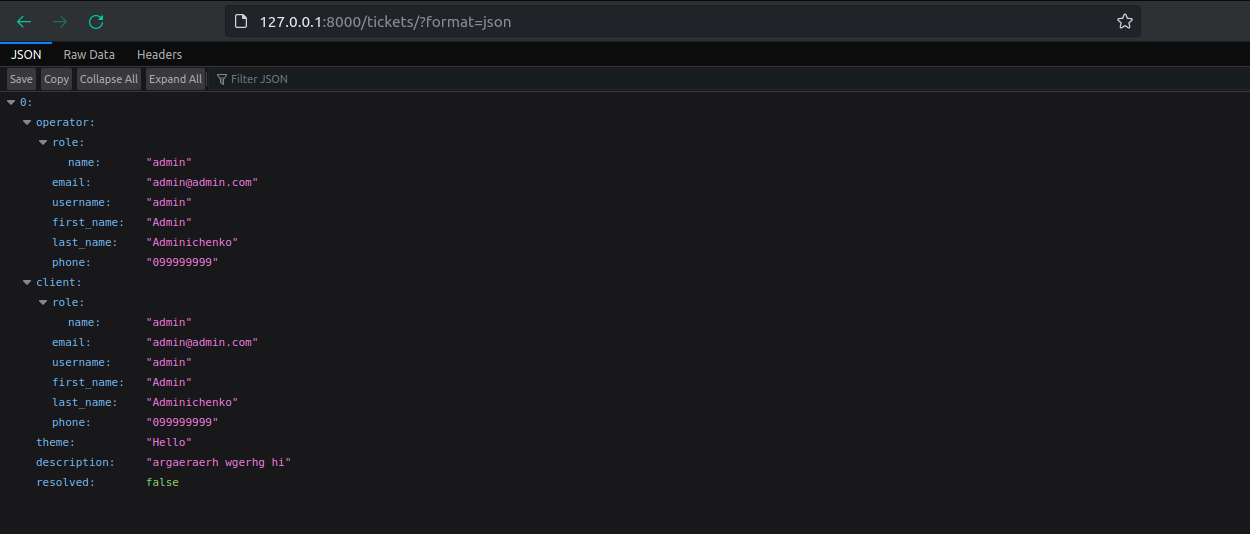 127.0.0.1:8000/tickets/?format=json
JSON Raw Data Headers
Save Copy Collapse All Expand All Filter JSON
0:
operator:
role:
name: "admin"
email: "admin@admin.com"
username: "admin"
first_name: "Admin"
last_name: "Adminichenko"
phone: "099999999"
client:
role:
name: "admin"
email: "admin@admin.com"
username: "admin"
first_name: "Admin"
last_name: "Adminichenko"
phone: "099999999"
theme: "Hello"
description: "argaeraerh wgerhg hi"
resolved: false